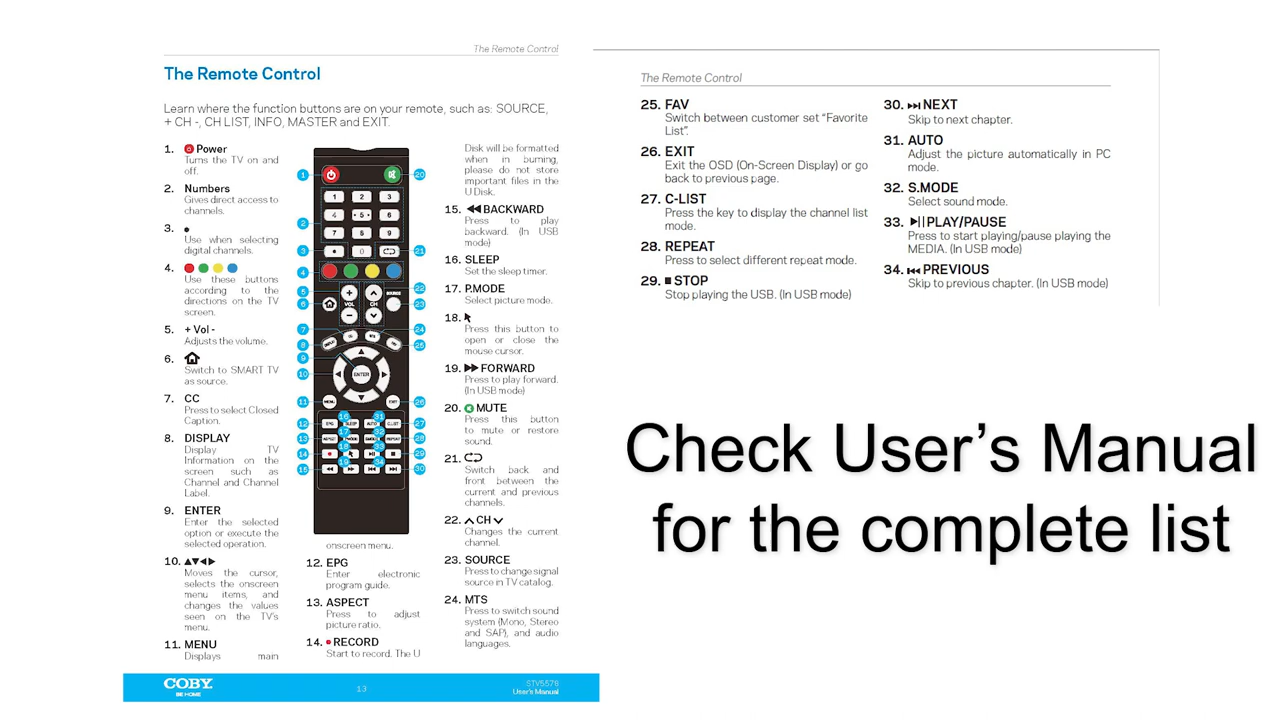 The Remote Control
The Remote Control
Learn where the function buttons are on your remote, such as: SOURCE,
+ CH -, CH LIST, INFO, MASTER and EXIT.
1. Power
Turns the TV on and
off.
2. Numbers
Gives direct access to
channels.
3. •
Use when selecting
digital channels.
4.
Use these buttons
according to the
directions on the TV
screen.
5. + Vol -
Adjusts the volume.
6.
Switch to SMART TV
as source.
7. CC
Press to select Closed
Caption.
8. DISPLAY
Display TV
Information on the
screen such as
Channel and Channel
Label.
9. ENTER
Enter the selected
option or execute the
selected operation.
10. ▲▼◀▶
Moves the cursor,
selects the onscreen
menu items, and
changes the values
seen on the TV's
menu.
11. MENU
Displays main
onscreen menu.
12. EPG
Enter electronic
program guide.
13. ASPECT
Press to adjust
picture ratio.
14. • RECORD
Start to record. The U
Disk will be formatted
when in burning,
please do not store
important files in the
U Disk.
15. ◀◀ BACKWARD
Press to play
backward. (In USB
mode)
16. SLEEP
Set the sleep timer.
17. P.MODE
Select picture mode.
18.
Press this button to
open or close the
mouse cursor.
19. ▶▶ FORWARD
Press to play forward.
(In USB mode)
20. MUTE
Press this button
to mute or restore
sound.
21.
Switch back and
front between the
current and previous
channels.
22. CH
Changes the current
channel.
23. SOURCE
Press to change signal
source in TV catalog.
24. MTS
Press to switch sound
system (Mono, Stereo
and SAP), and audio
languages.
COBY
BE HOME
13
STV5578
User's Manual
The Remote Control
25. FAV
Switch between customer set "Favorite
List".
26. EXIT
Exit the OSD (On-Screen Display) or go
back to previous page.
27. C-LIST
Press the key to display the channel list
mode.
28. REPEAT
Press to select different repeat mode.
29. ■ STOP
Stop playing the USB. (In USB mode)
30. ▶▶| NEXT
Skip to next chapter.
31. AUTO
Adjust the picture automatically in PC
mode.
32. S.MODE
Select sound mode.
33. ▶|| PLAY/PAUSE
Press to start playing/pause playing the
MEDIA. (In USB mode)
34. |◀◀ PREVIOUS
Skip to previous chapter. (In USB mode)
Check User's Manual
for the complete list